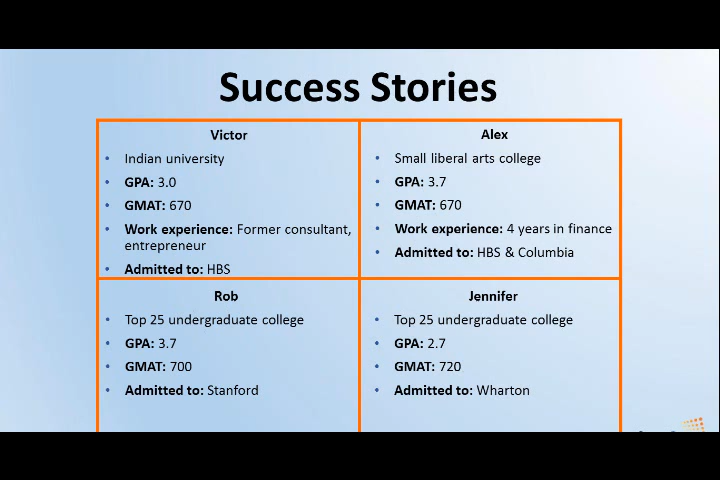 Success Stories
Victor
• Indian university
• GPA: 3.0
• GMAT: 670
• Work experience: Former consultant,
entrepreneur
• Admitted to: HBS
Alex
• Small liberal arts college
• GPA: 3.7
• GMAT: 670
• Work experience: 4 years in finance
• Admitted to: HBS & Columbia
Rob
• Top 25 undergraduate college
• GPA: 3.7
• GMAT: 700
• Admitted to: Stanford
Jennifer
• Top 25 undergraduate college
• GPA: 2.7
• GMAT: 720
• Admitted to: Wharton